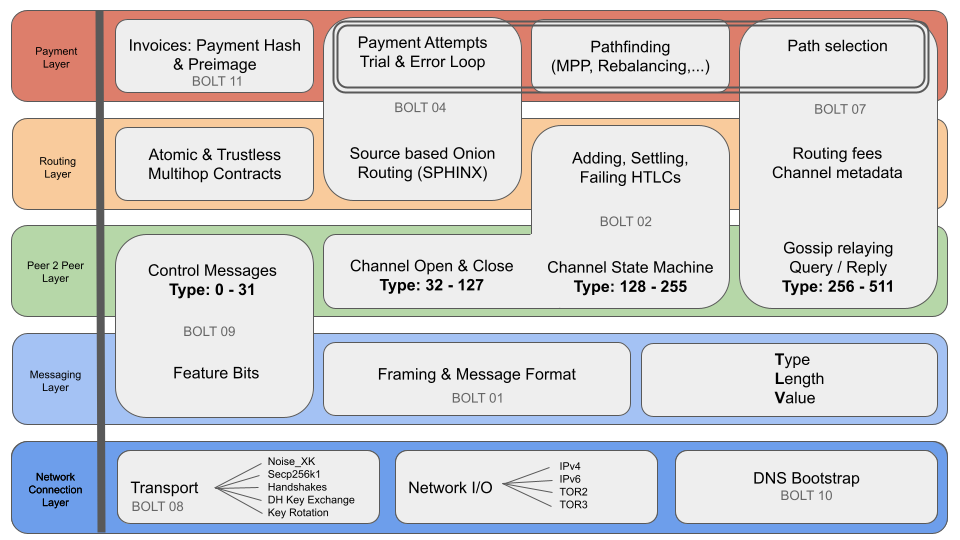 Payment
Layer
Invoices: Payment Hash
& Preimage
BOLT 11
Payment Attempts
Trial & Error Loop
Pathfinding
(MPP, Rebalancing,...)
Path selection
BOLT 04
BOLT 07
Routing
Layer
Atomic & Trustless
Multihop Contracts
Source based Onion
Routing (SPHINX)
Adding, Settling,
Failing HTLCs
Routing fees
Channel metadata
BOLT 02
Peer 2 Peer
Layer
Control Messages
Type: 0 - 31
Channel Open & Close
Type: 32 - 127
Channel State Machine
Type: 128 - 255
Gossip relaying
Query / Reply
Type: 256 - 511
BOLT 09
Messaging
Layer
Feature Bits
Framing & Message Format
BOLT 01
Type
Length
Value
Network
Connection
Layer
Transport
BOLT 08
Noise_XK
Secp256k1
Handshakes
DH Key Exchange
Key Rotation
Network I/O
IPv4
IPv6
TOR2
TOR3
DNS Bootstrap
BOLT 10